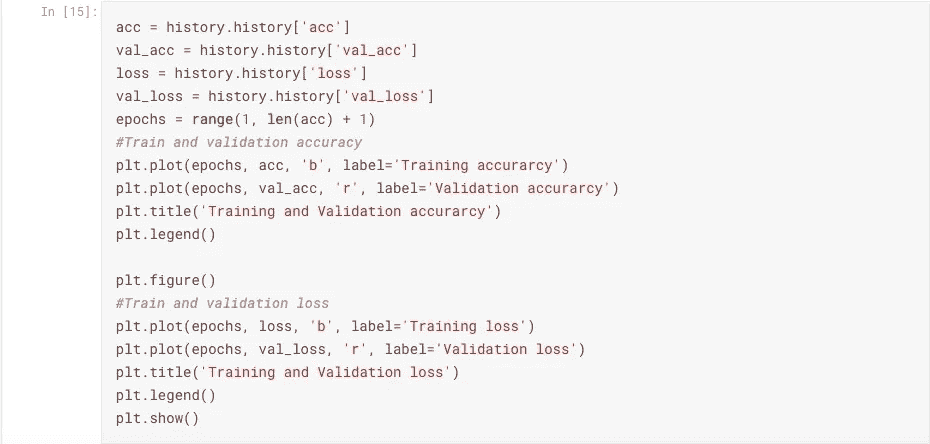 In [15]:
acc = history.history['acc']
val_acc = history.history['val_acc']
loss = history.history['loss']
val_loss = history.history['val_loss']
epochs = range(1, len(acc) + 1)
#Train and validation accuracy
plt.plot(epochs, acc, 'b', label='Training accurarcy')
plt.plot(epochs, val_acc, 'r', label='Validation accurarcy')
plt.title('Training and Validation accurarcy')
plt.legend()

plt.figure()
#Train and validation loss
plt.plot(epochs, loss, 'b', label='Training loss')
plt.plot(epochs, val_loss, 'r', label='Validation loss')
plt.title('Training and Validation loss')
plt.legend()
plt.show()